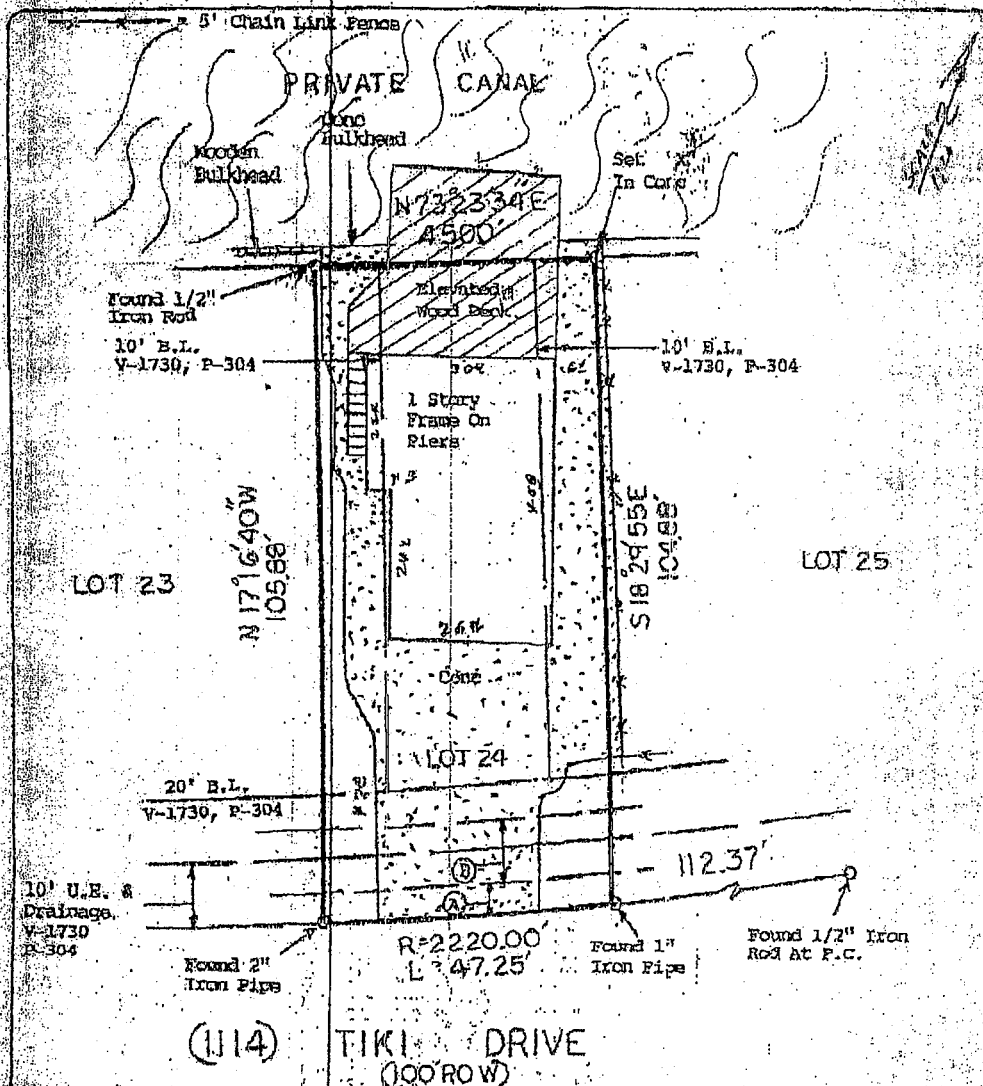 5' Chain Link Fence
PRIVATE CANAL
Conc
Bulkhead
Wooden
Bulkhead
Set "X"
In Conc
N 73°23'34"E
45.00'
Found 1/2"
Iron Rod
Elevated
Wood Deck
10' B.L.
V-1730, P-304
10' B.L.
V-1730, P-304
1 Story
Frame On
Piers
N 17°16'40"W
105.88'
S 18°29'55"E
104.88'
LOT 23
LOT 25
Conc
LOT 24
20' B.L.
V-1730, P-304
112.37'
B
A
10' U.E. &
Drainage
V-1730
P-304
R=2220.00'
L=47.25'
Found 2"
Iron Pipe
Found 1"
Iron Pipe
Found 1/2" Iron
Rod At P.C.
(1114) TIKI DRIVE
(100' R O W)